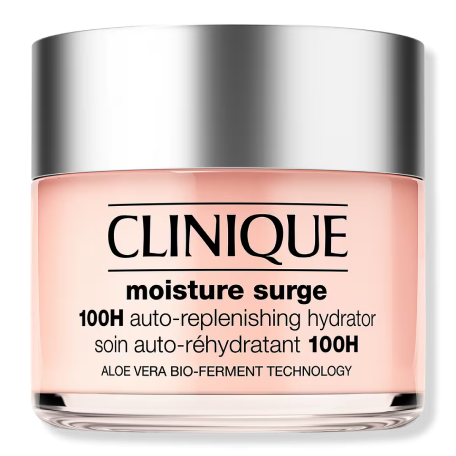 CLINIQUE
moisture surge
100H auto-replenishing hydrator
soin auto-réhydratant 100H
ALOE VERA BIO-FERMENT TECHNOLOGY